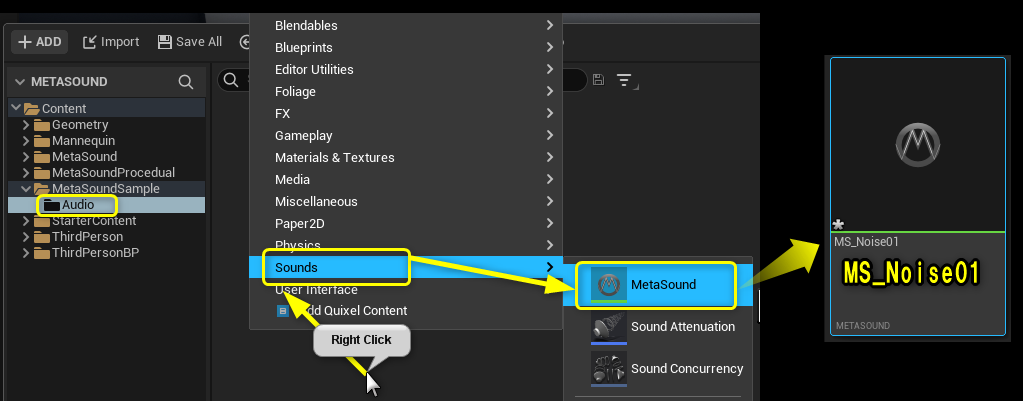 ADD
Import
Save All
METASOUND
Content
Geometry
Mannequin
MetaSound
MetaSoundProcedual
MetaSoundSample
Audio
StarterContent
ThirdPerson
ThirdPersonBP
Blendables
Blueprints
Editor Utilities
Foliage
FX
Gameplay
Materials & Textures
Media
Miscellaneous
Paper2D
Physics
Sounds
User Interface
Add Quixel Content
Right Click
MetaSound
Sound Attenuation
Sound Concurrency
MS_Noise01
MS_Noise01
METASOUND